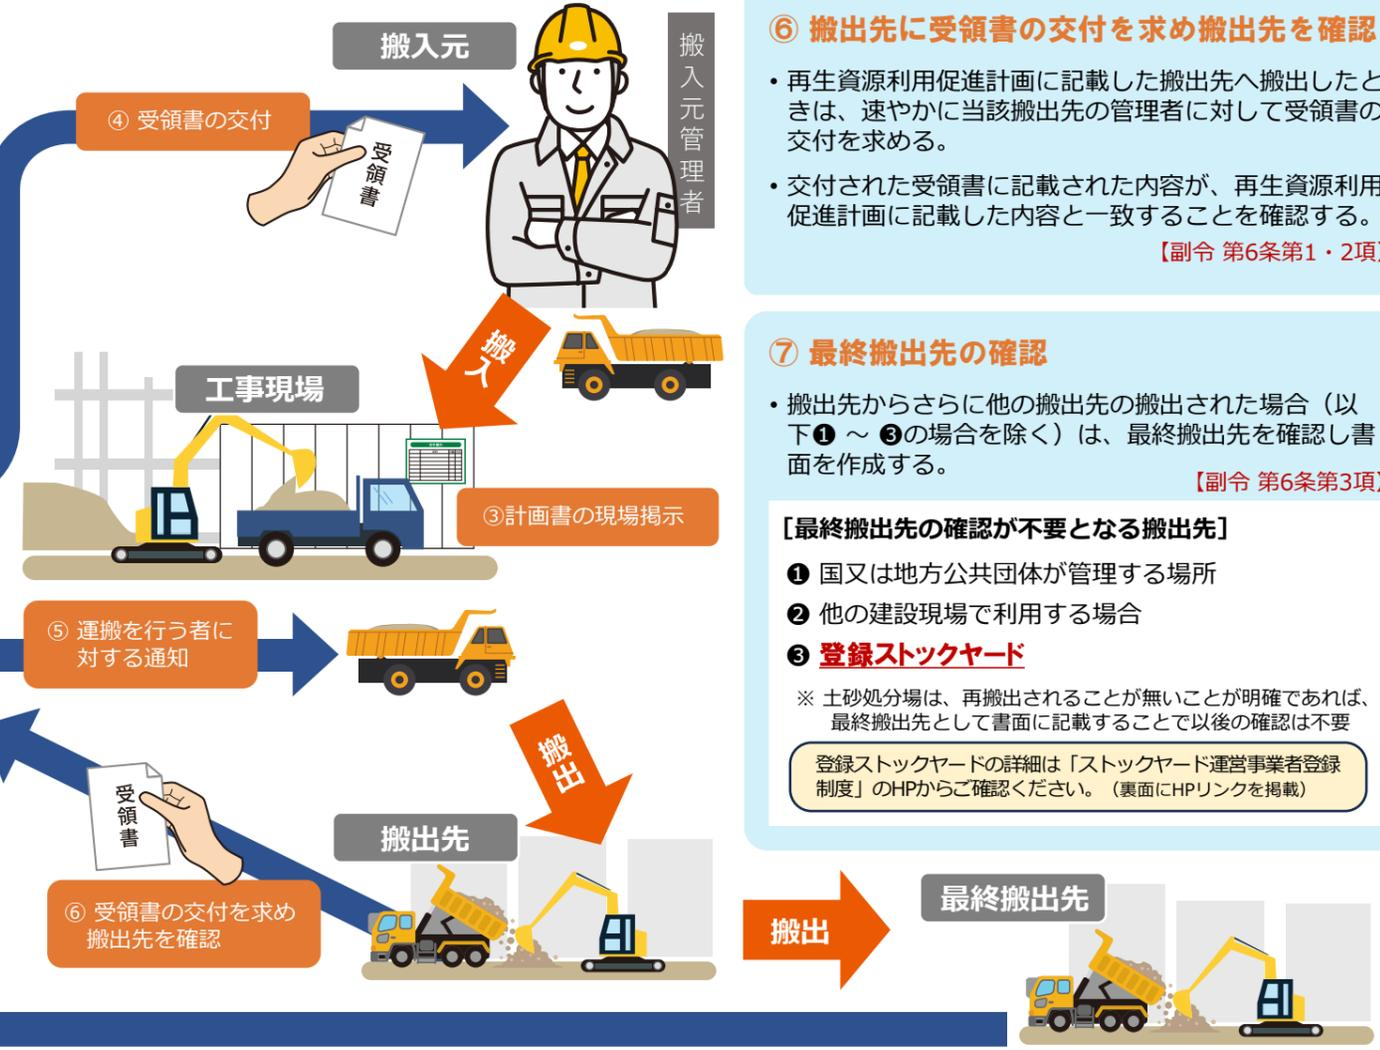 搬入元
搬入元管理者
④ 受領書の交付
受領書
搬入
工事現場
③計画書の現場掲示
⑤ 運搬を行う者に
対する通知
搬出
受領書
搬出先
⑥ 受領書の交付を求め
搬出先を確認
搬出
最終搬出先
⑥ 搬出先に受領書の交付を求め搬出先を確認
・再生資源利用促進計画に記載した搬出先へ搬出したと
きは、速やかに当該搬出先の管理者に対して受領書の
交付を求める。
・交付された受領書に記載された内容が、再生資源利用
促進計画に記載した内容と一致することを確認する。
【副令 第6条第1・2項】
⑦ 最終搬出先の確認
・搬出先からさらに他の搬出先の搬出された場合（以
下❶ ～ ❸の場合を除く）は、最終搬出先を確認し書
面を作成する。
【副令 第6条第3項】
［最終搬出先の確認が不要となる搬出先］
❶ 国又は地方公共団体が管理する場所
❷ 他の建設現場で利用する場合
❸ 登録ストックヤード
※ 土砂処分場は、再搬出されることが無いことが明確であれば、
最終搬出先として書面に記載することで以後の確認は不要
登録ストックヤードの詳細は「ストックヤード運営事業者登録
制度」のHPからご確認ください。（裏面にHPリンクを掲載）